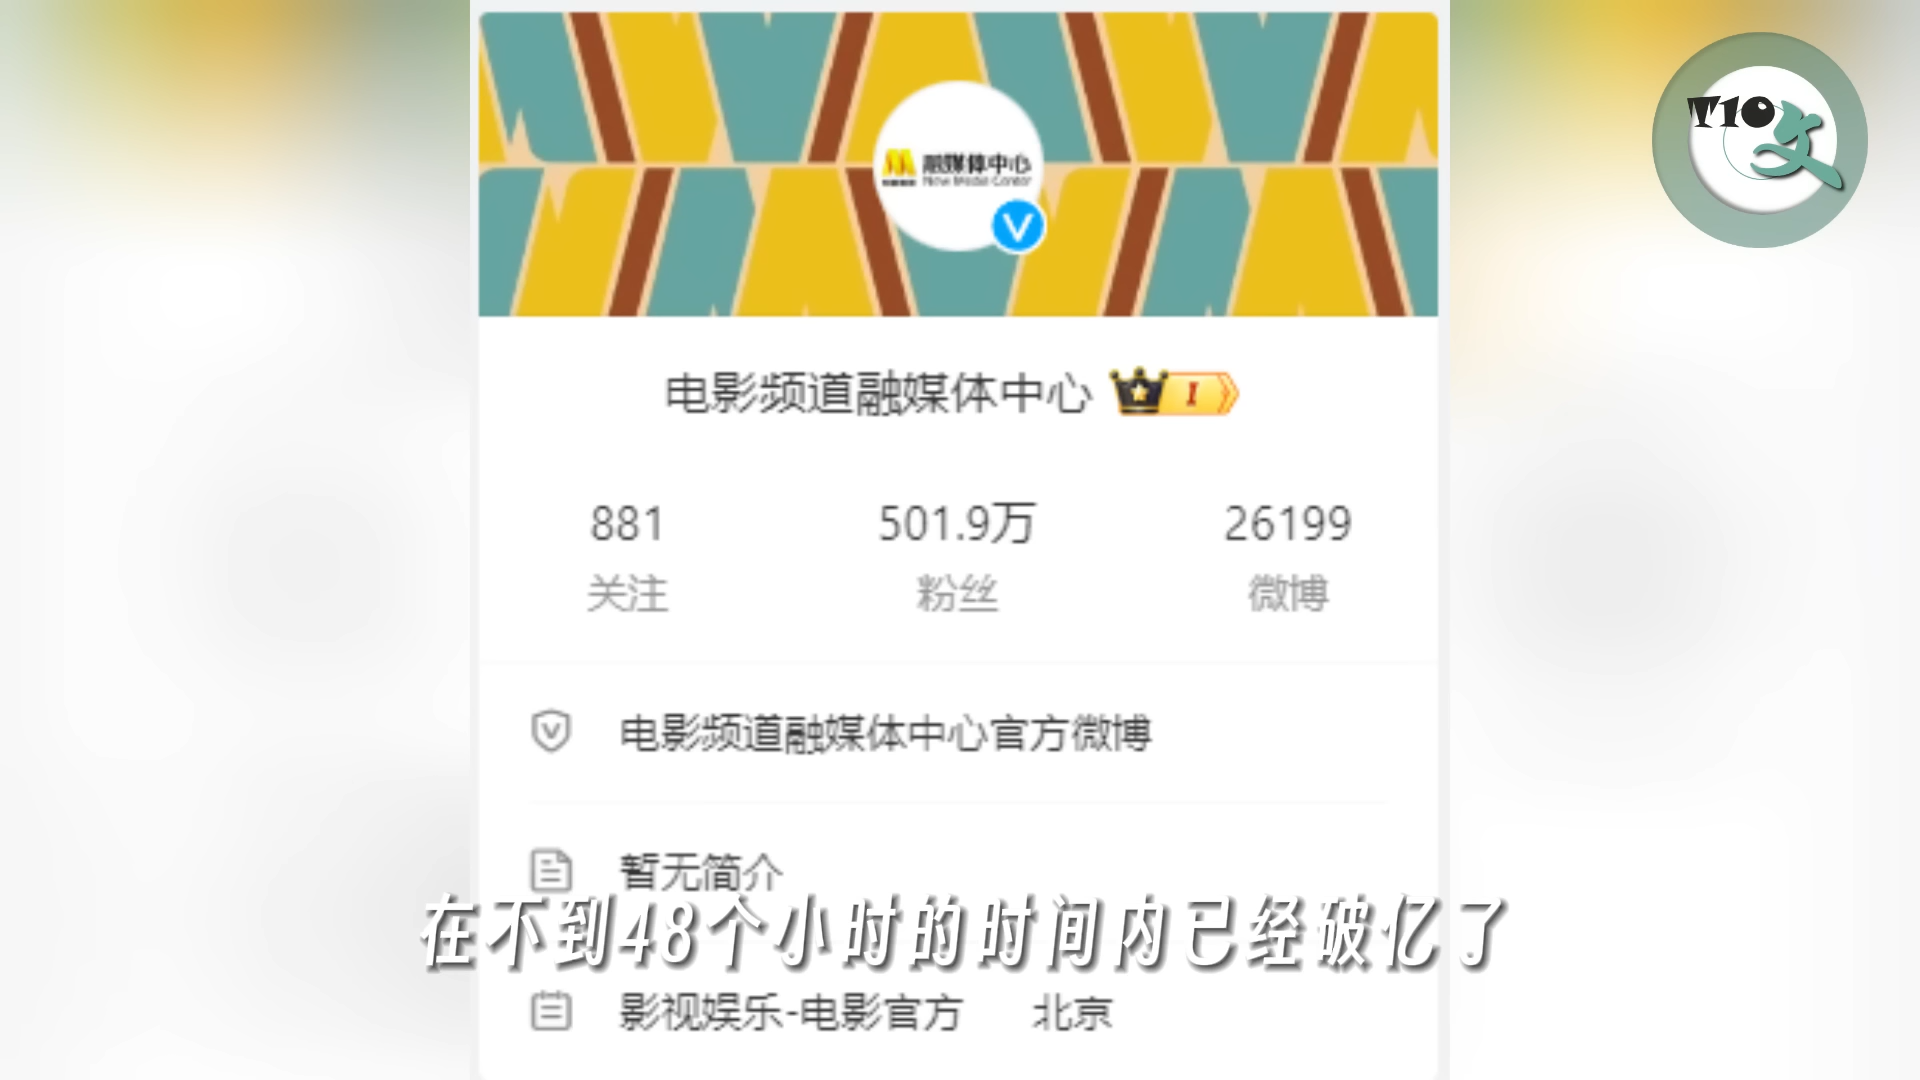 T10文
融媒体中心
New Media Center
电影频道融媒体中心 I
881 501.9万 26199
关注 粉丝 微博
电影频道融媒体中心官方微博
暂无简介
在不到48个小时的时间内已经破亿了
影视娱乐-电影官方 北京